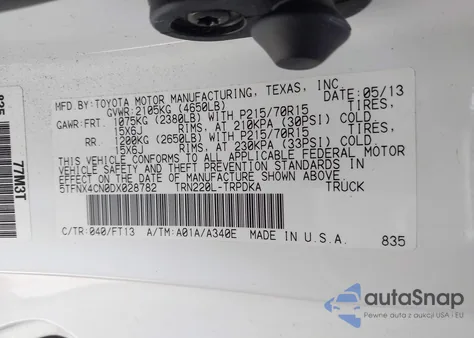 MFD. BY: TOYOTA MOTOR MANUFACTURING, TEXAS, INC. DATE: 05/13
GVWR: 2105KG (4650LB)
GAWR: FRT. 1075KG (2380LB) WITH P215/70R15 TIRES,
15X6J RIMS, AT 210KPA (30PSI) COLD
RR. 1200KG (2650LB) WITH P215/70R15 TIRES,
15X6J RIMS, AT 230KPA (33PSI) COLD
THIS VEHICLE CONFORMS TO ALL APPLICABLE FEDERAL MOTOR
VEHICLE SAFETY AND THEFT PREVENTION STANDARDS IN
EFFECT ON THE DATE OF MANUFACTURE SHOWN ABOVE.
5TFNX4CN0DX028782 TRN220L-TRPDKA TRUCK
C/TR:040/FT13 A/TM:A01A/A340E MADE IN U.S.A. 835
835
77M3T
autoSnap
Pewne auta z aukcji USA - EU